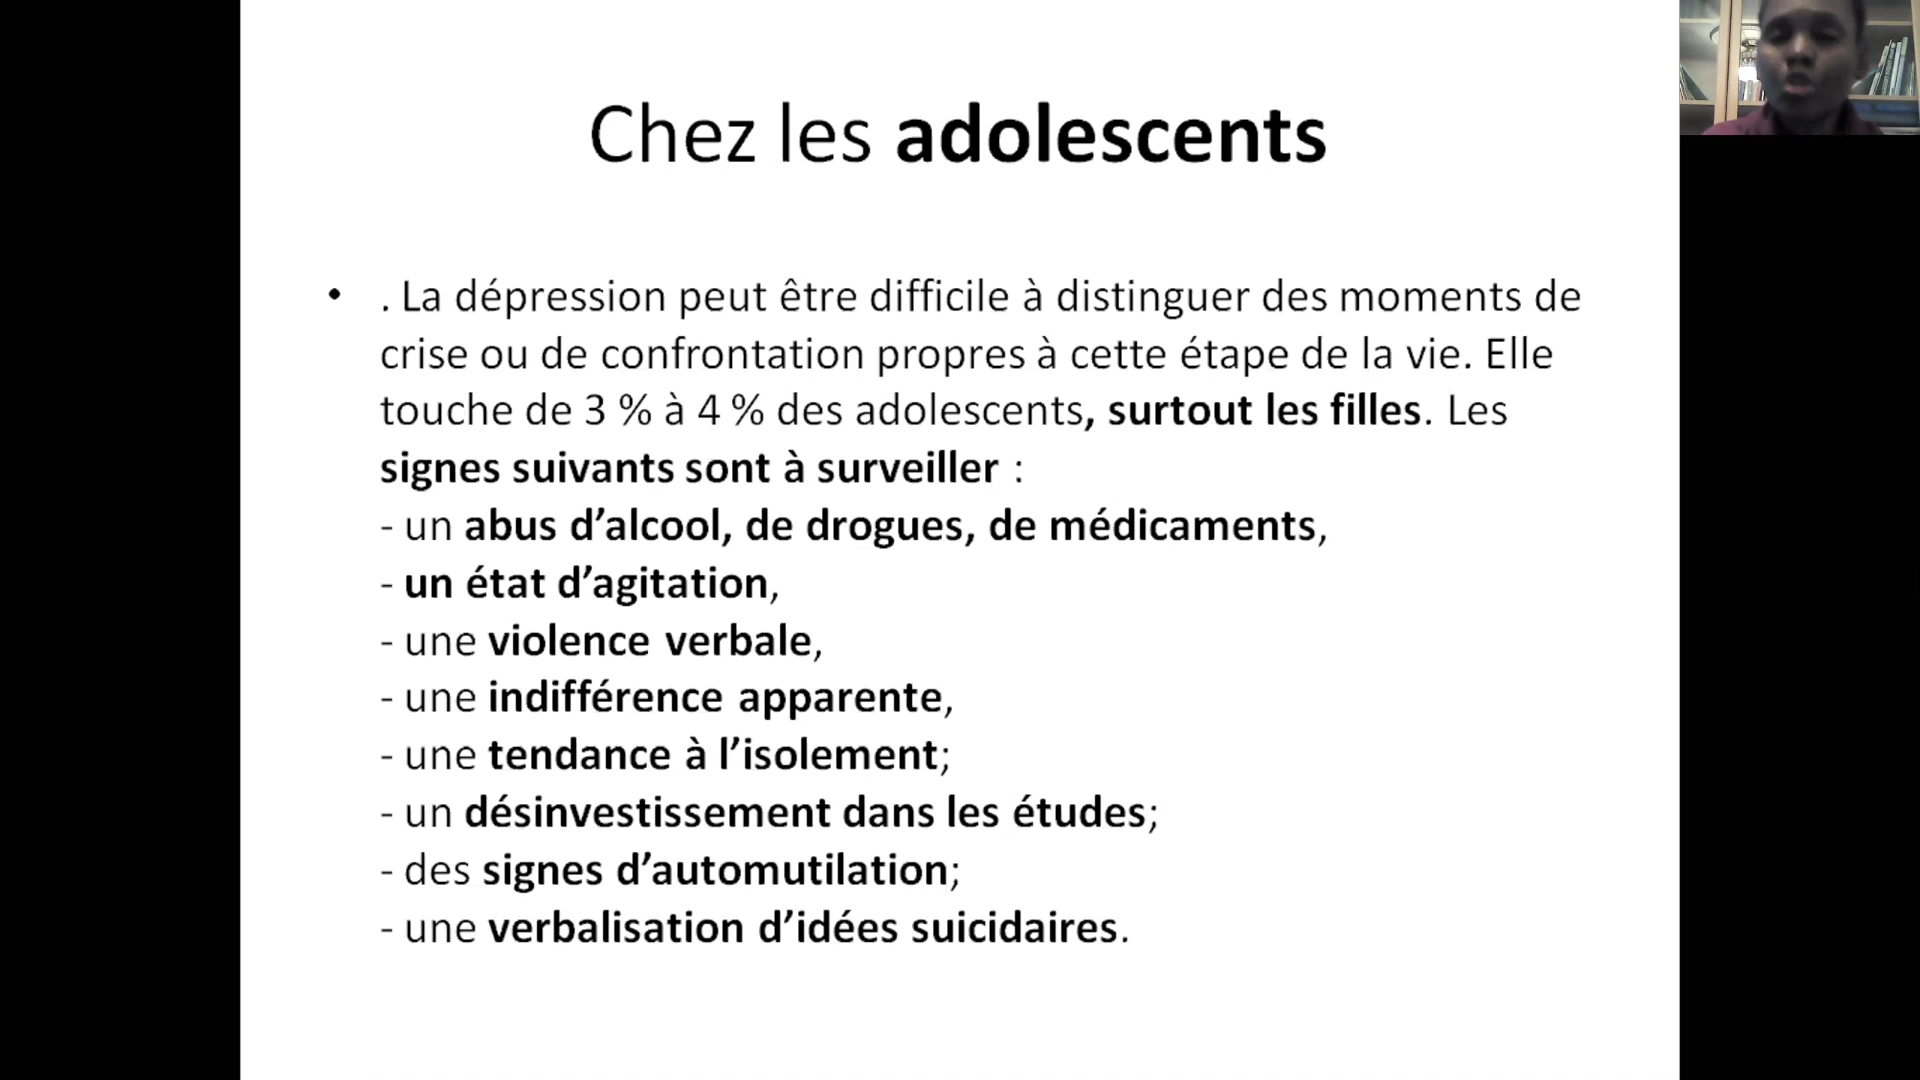 Chez les adolescents
• . La dépression peut être difficile à distinguer des moments de
crise ou de confrontation propres à cette étape de la vie. Elle
touche de 3 % à 4 % des adolescents, surtout les filles. Les
signes suivants sont à surveiller :
- un abus d’alcool, de drogues, de médicaments,
- un état d’agitation,
- une violence verbale,
- une indifférence apparente,
- une tendance à l’isolement;
- un désinvestissement dans les études;
- des signes d’automutilation;
- une verbalisation d’idées suicidaires.